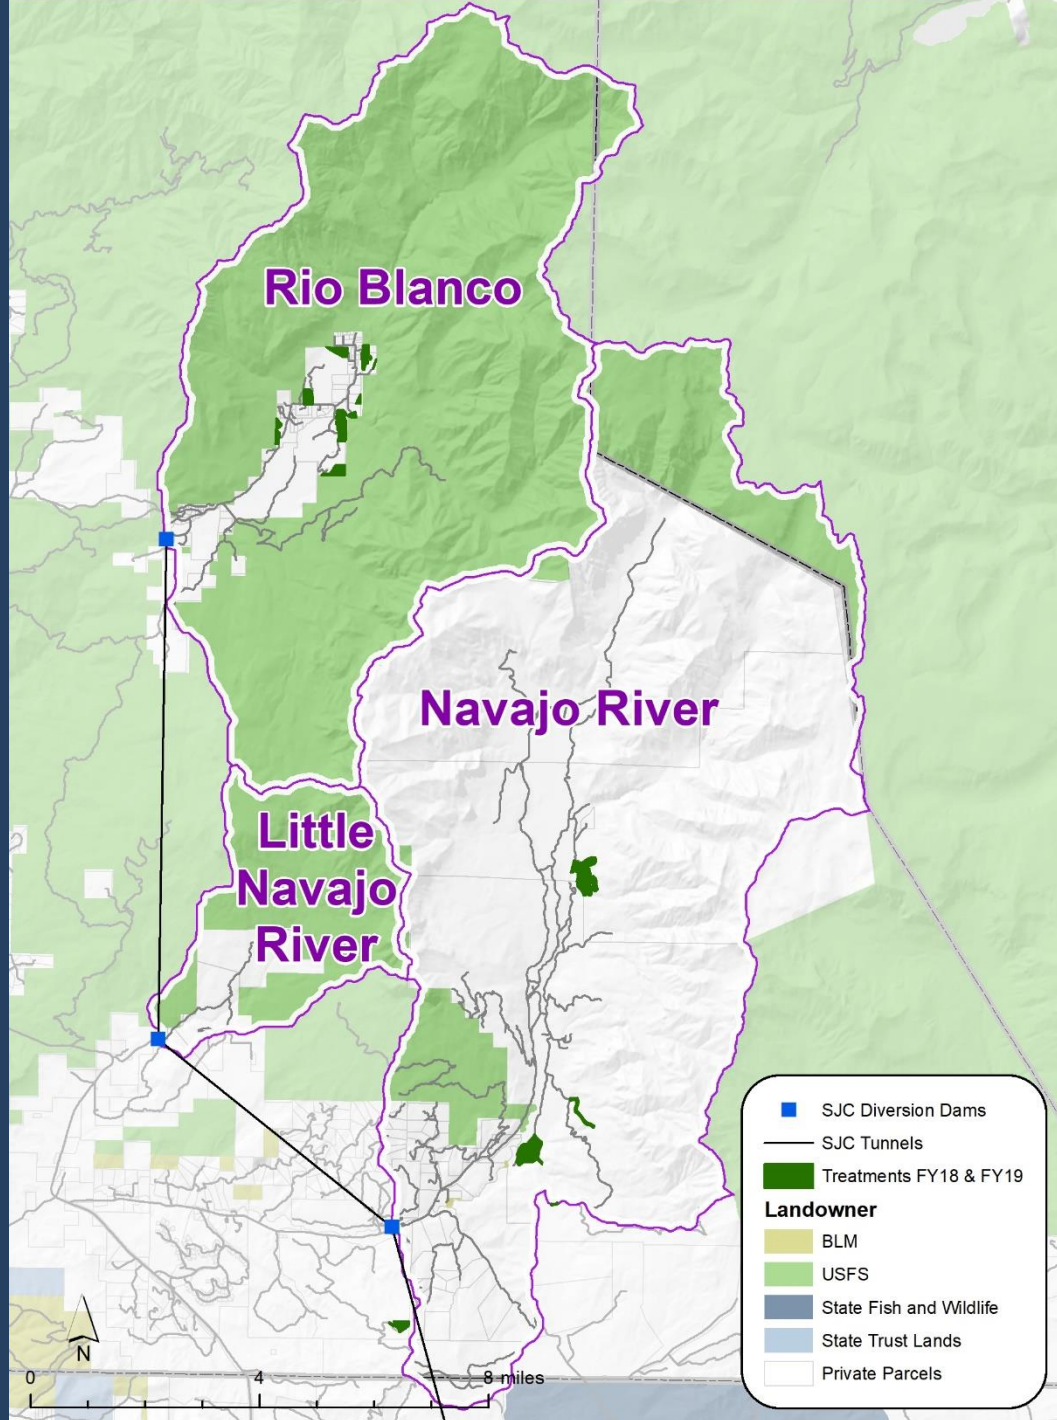 Rio Blanco
Navajo River
Little
Navajo
River
SJC Diversion Dams
SJC Tunnels
Treatments FY18 & FY19
Landowner
BLM
USFS
State Fish and Wildlife
State Trust Lands
Private Parcels
N
0 4 8 miles